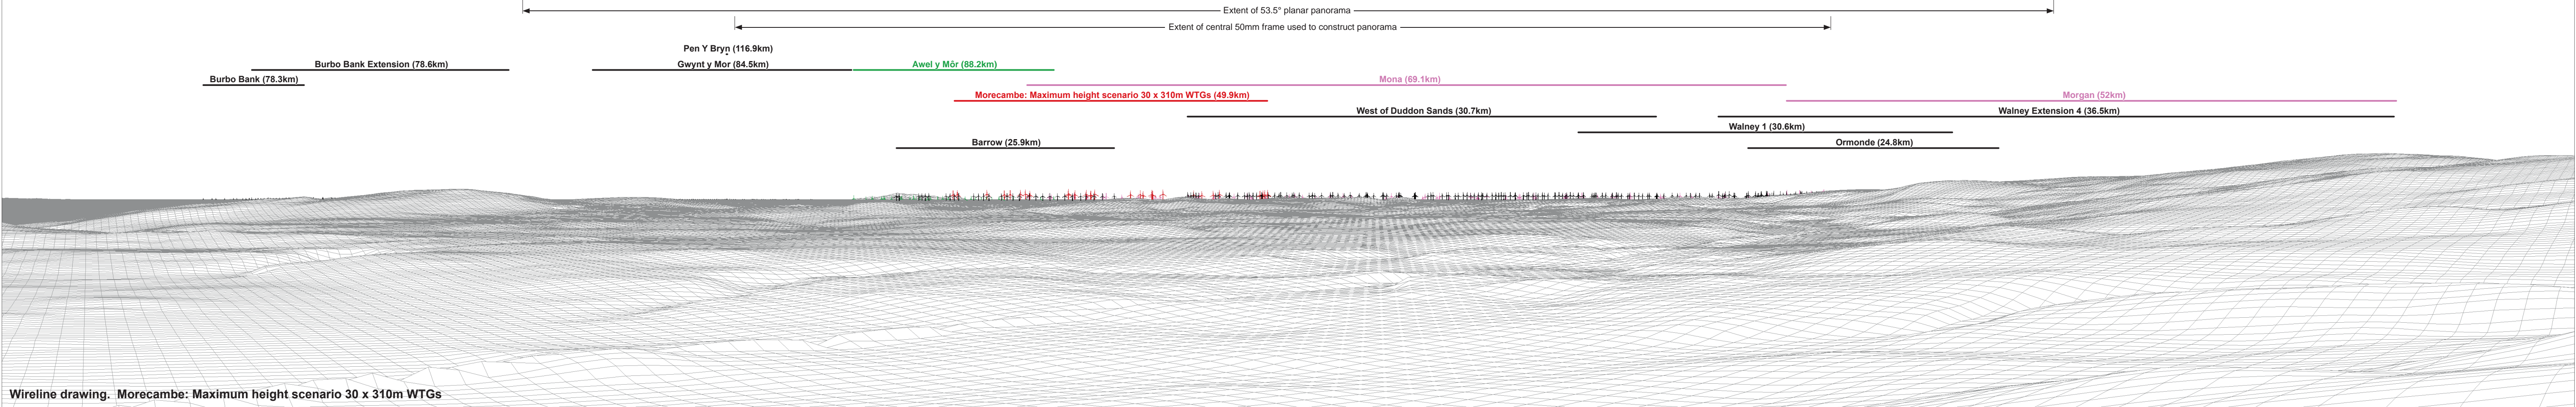 Extent of 53.5° planar panorama
Extent of central 50mm frame used to construct panorama
Pen Y Bryn (116.9km)
Burbo Bank Extension (78.6km)
Gwynt y Mor (84.5km)
Awel y Môr (88.2km)
Burbo Bank (78.3km)
Mona (69.1km)
Morecambe: Maximum height scenario 30 x 310m WTGs (49.9km)
Morgan (52km)
West of Duddon Sands (30.7km)
Walney Extension 4 (36.5km)
Walney 1 (30.6km)
Barrow (25.9km)
Ormonde (24.8km)
Wireline drawing. Morecambe: Maximum height scenario 30 x 310m WTGs